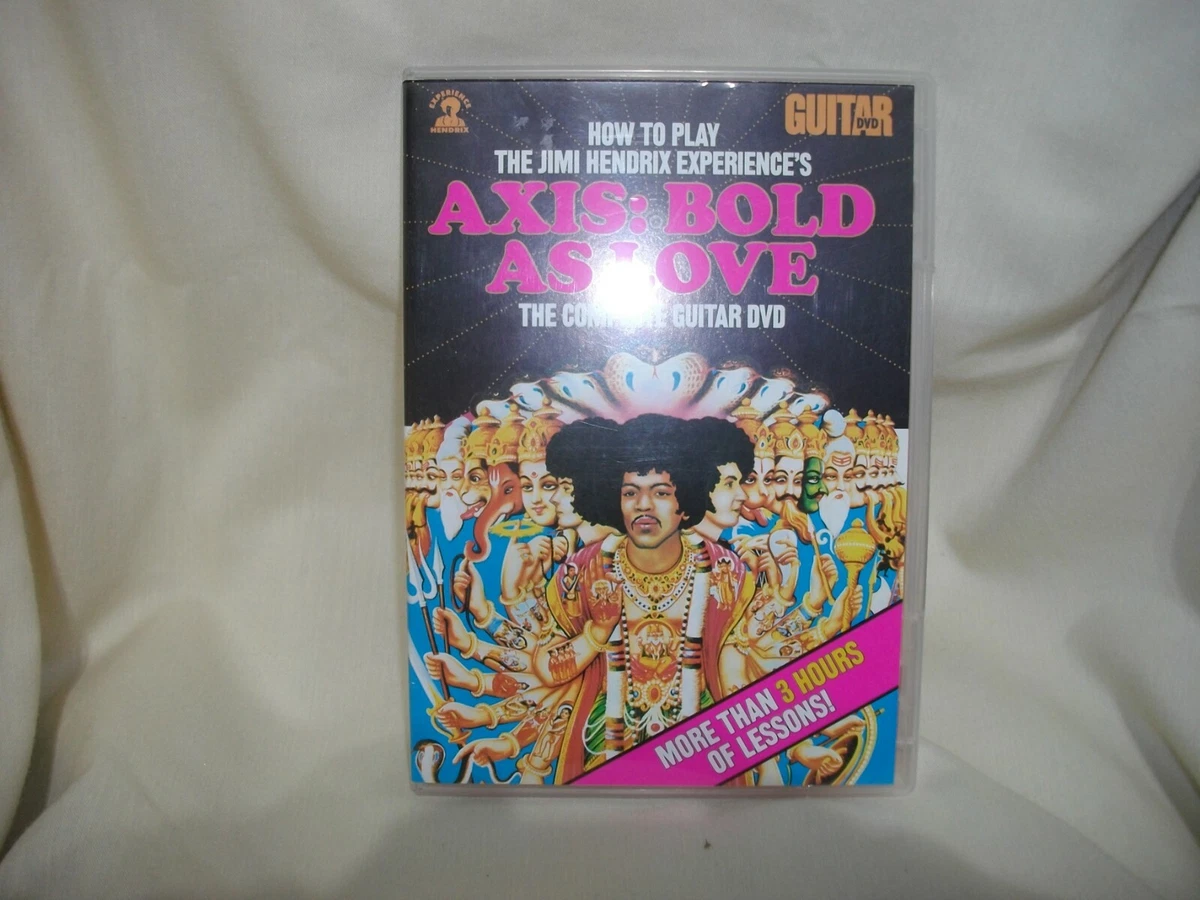 EXPERIENCE
HENDRIX
GUITAR
DVD
HOW TO PLAY
THE JIMI HENDRIX EXPERIENCE'S
AXIS: BOLD
AS LOVE
THE GUITAR DVD
MORE THAN 3 HOURS
OF LESSONS!